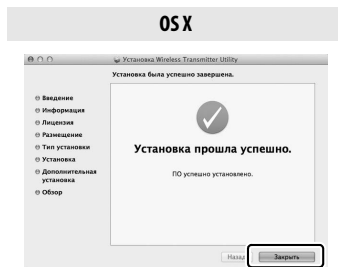 OS X
Установка Wireless Transmitter Utility
Установка была успешно завершена.
Введение
Информация
Лицензия
Размещение
Тип установки
Установка
Дополнительная
установка
Обзор
Установка прошла успешно.
ПО успешно установлено.
Назад
Закрыть